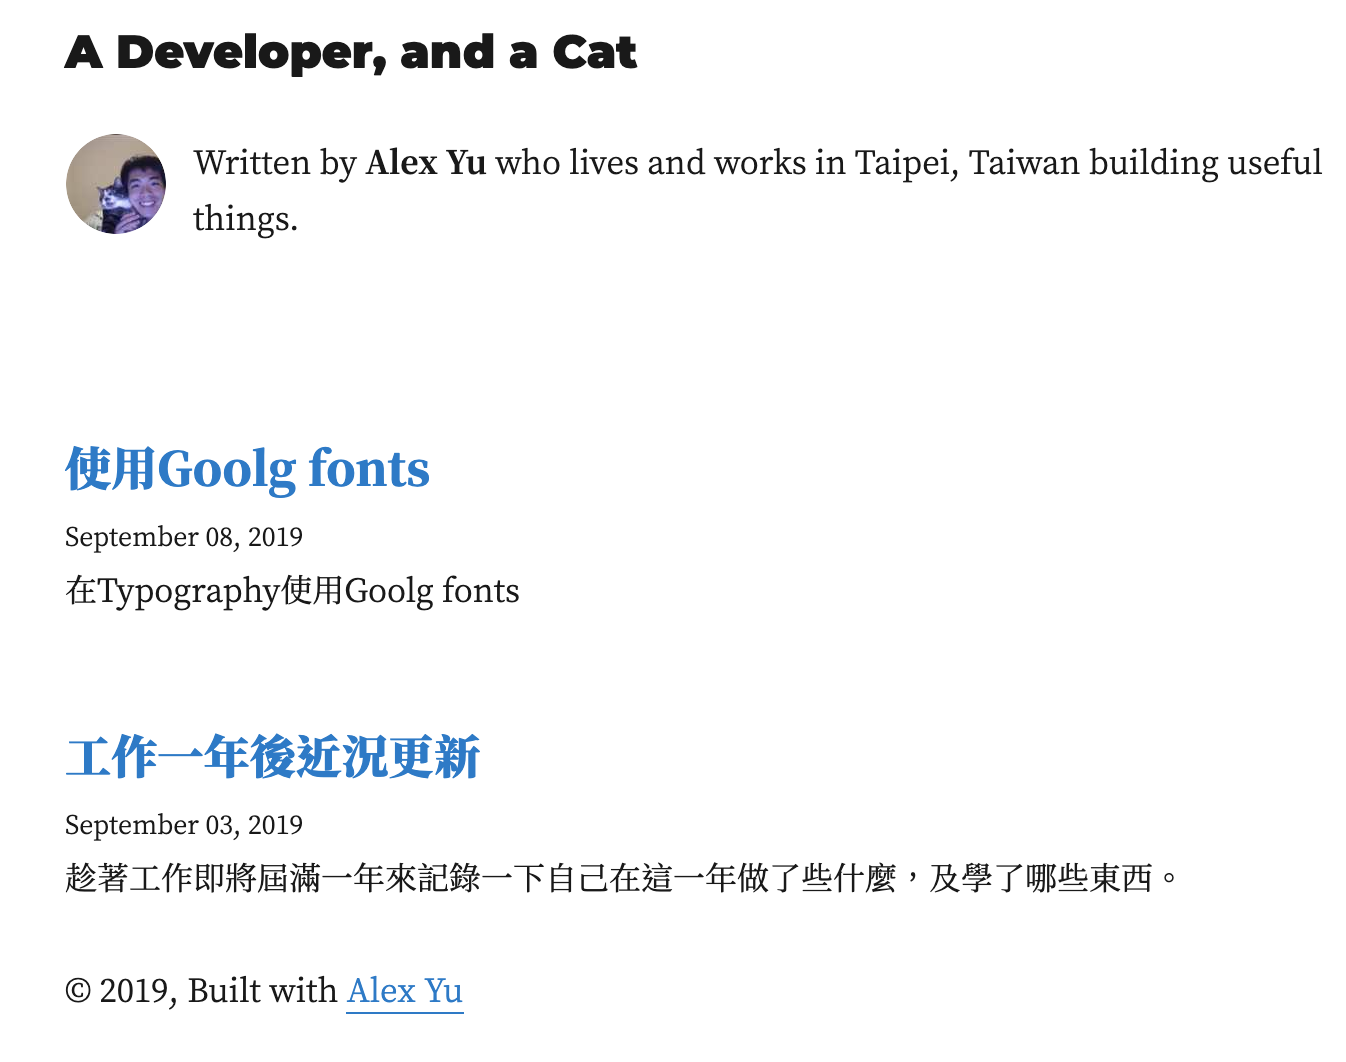 A Developer, and a Cat
Written by Alex Yu who lives and works in Taipei, Taiwan building useful
things.
使用Goolg fonts
September 08, 2019
在Typography使用Goolg fonts
工作一年後近況更新
September 03, 2019
趁著工作即將屆滿一年來記錄一下自己在這一年做了些什麼，及學了哪些東西。
© 2019, Built with Alex Yu